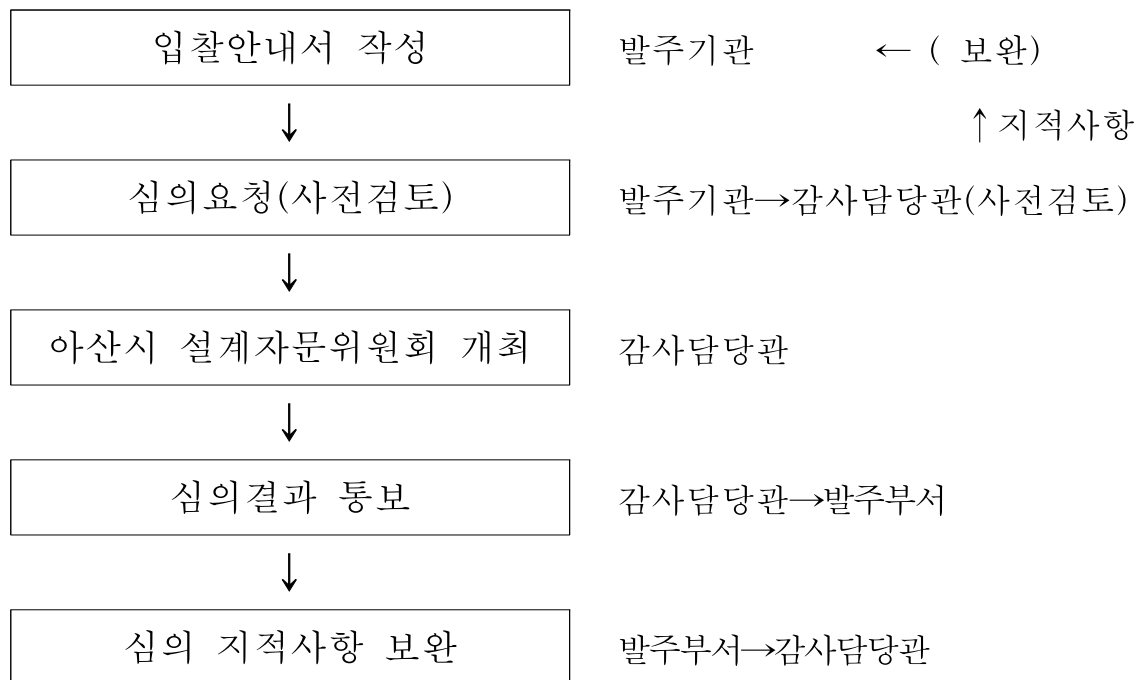 입찰안내서 작성 발주기관 ← ( 보완)
↓ ↑지적사항
심의요청(사전검토) 발주기관→감사담당관(사전검토)
↓
아산시 설계자문위원회 개최 감사담당관
↓
심의결과 통보 감사담당관→발주부서
↓
심의 지적사항 보완 발주부서→감사담당관